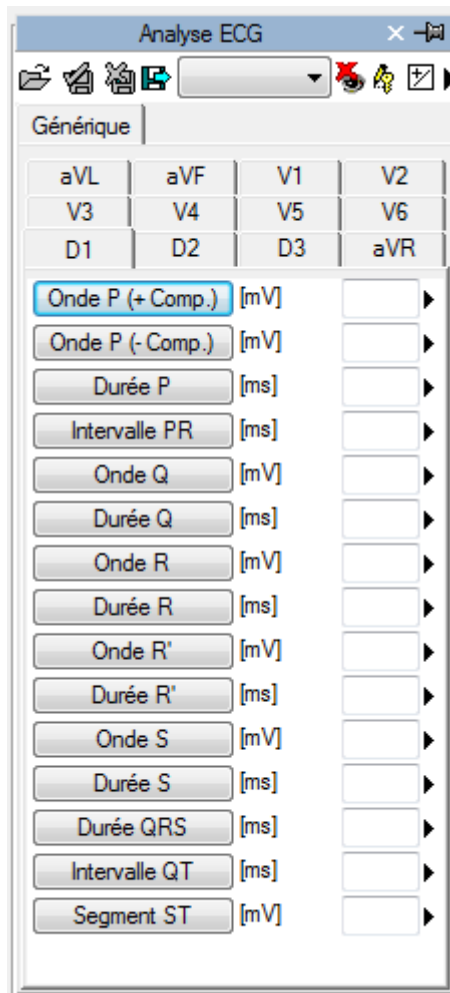 Analyse ECG
Générique
aVL aVF V1 V2
V3 V4 V5 V6
D1 D2 D3 aVR
Onde P (+ Comp.) [mV]
Onde P (- Comp.) [mV]
Durée P [ms]
Intervalle PR [ms]
Onde Q [mV]
Durée Q [ms]
Onde R [mV]
Durée R [ms]
Onde R' [mV]
Durée R' [ms]
Onde S [mV]
Durée S [ms]
Durée QRS [ms]
Intervalle QT [ms]
Segment ST [mV]